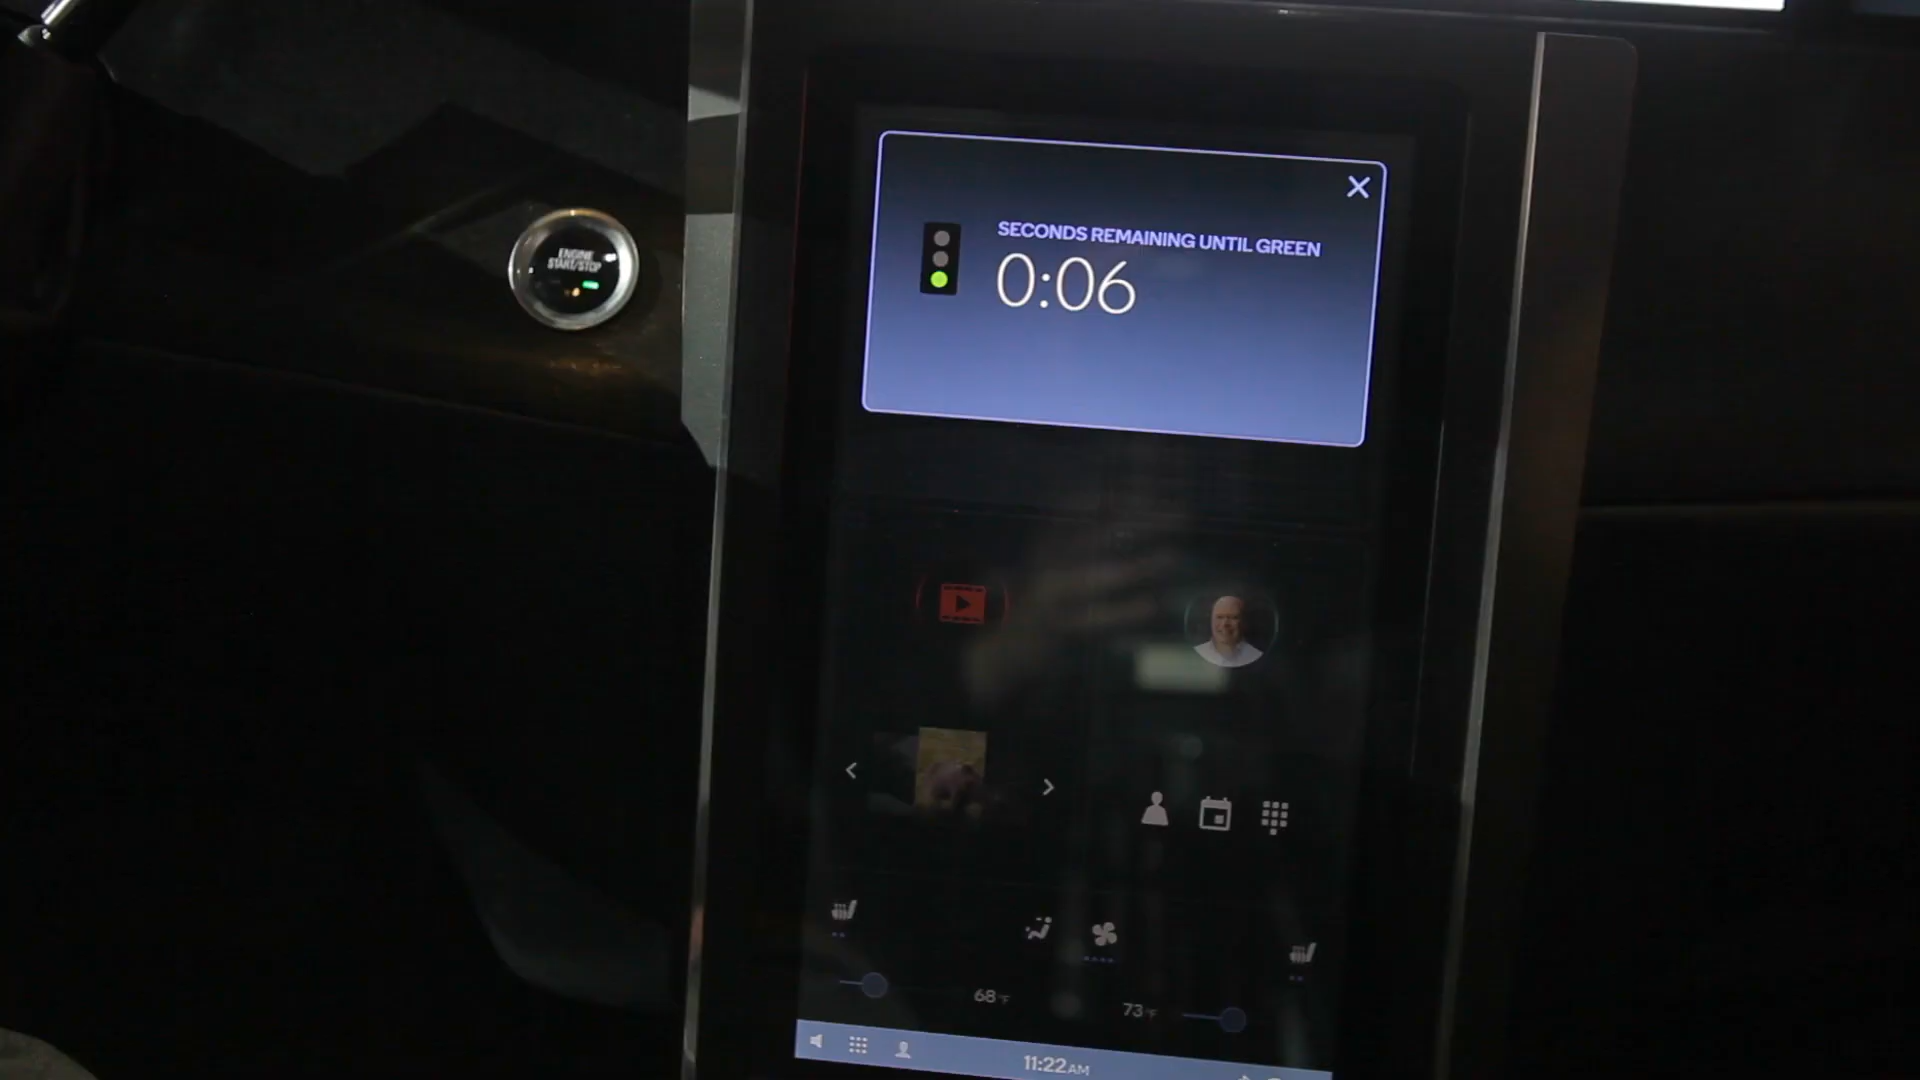 SECONDS REMAINING UNTIL GREEN
0:06
ENGINE
START/STOP
68°F
73°F
11:22AM